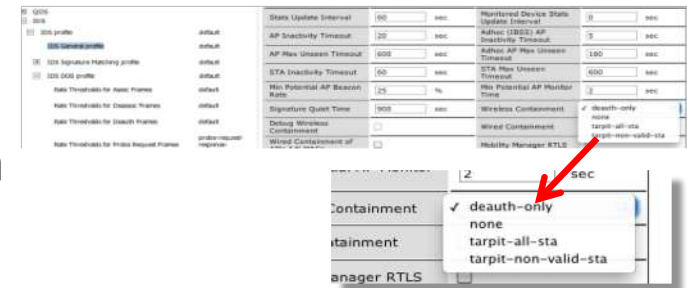 QOS
IDS
IDS profile default
IDS General profile default
IDS Signature Matching profile default
IDS DOS profile default
Rate Thresholds for Assoc Frames default
Rate Thresholds for Disassoc Frames default
Rate Thresholds for Deauth Frames default
Rate Thresholds for Probe Request Frames probe-request-response-
Stats Update Interval 60 sec Monitored Device Stats Update Interval 0 sec
AP Inactivity Timeout 20 sec Adhoc (IBSS) AP Inactivity Timeout 5 sec
AP Max Unseen Timeout 600 sec Adhoc AP Max Unseen Timeout 180 sec
STA Inactivity Timeout 60 sec STA Max Unseen Timeout 600 sec
Min Potential AP Beacon Rate 25 % Min Potential AP Monitor Time 2 sec
Signature Quiet Time 900 sec Wireless Containment ✓ deauth-only
none
tarpit-all-sta
tarpit-non-valid-sta
Debug Wireless Containment Wired Containment
Wired Containment of Mobility Manager RTLS
2 sec
Containment ✓ deauth-only
none
tarpit-all-sta
tarpit-non-valid-sta
tainment
anager RTLS